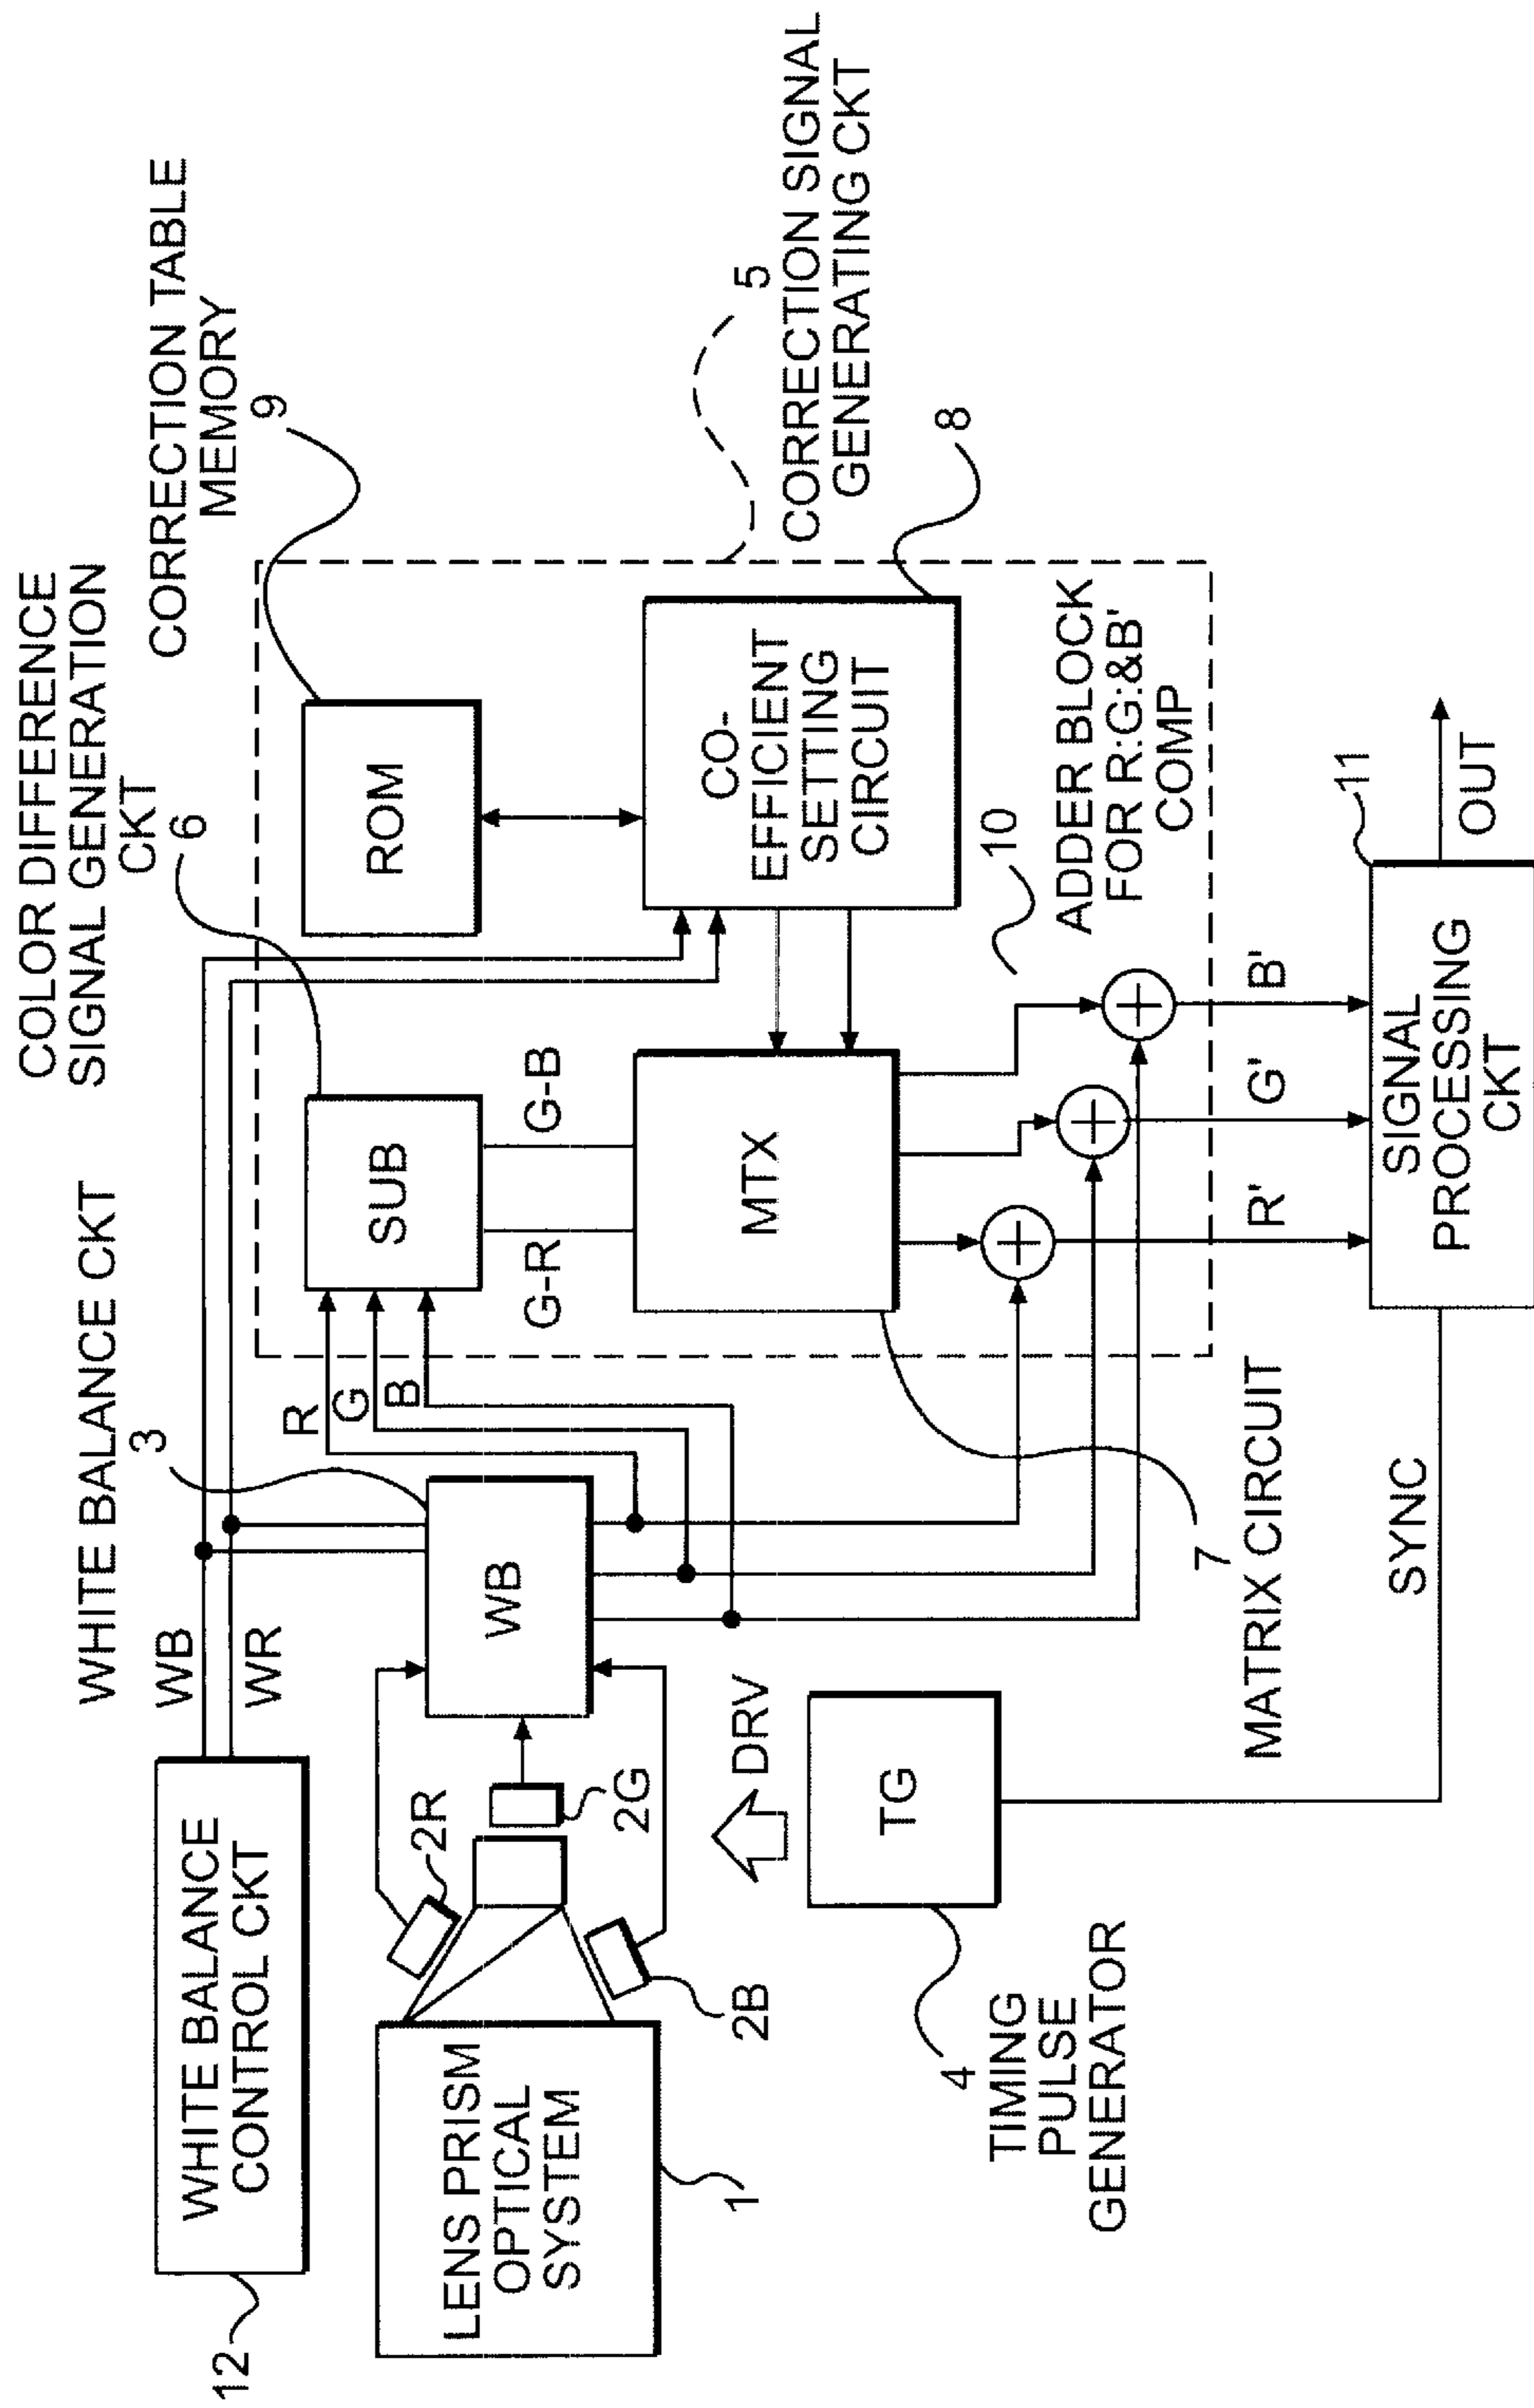 COLOR DIFFERENCE
SIGNAL GENERATION
CKT
6
CORRECTION TABLE
MEMORY
9
WHITE BALANCE CKT
3
WB
WR
WHITE BALANCE
CONTROL CKT
12
R
G
B
SUB
ROM
G-R
G-B
5
CORRECTION SIGNAL
GENERATING CKT
8
LENS PRISM
OPTICAL
SYSTEM
1
2R
2G
2B
WB
MTX
CO-
EFFICIENT
SETTING
CIRCUIT
DRV
TG
4
TIMING
PULSE
GENERATOR
7
MATRIX CIRCUIT
10
ADDER BLOCK
FOR R:G:&B'
COMP
R'
G'
B'
SYNC
SIGNAL
PROCESSING
CKT
11
OUT